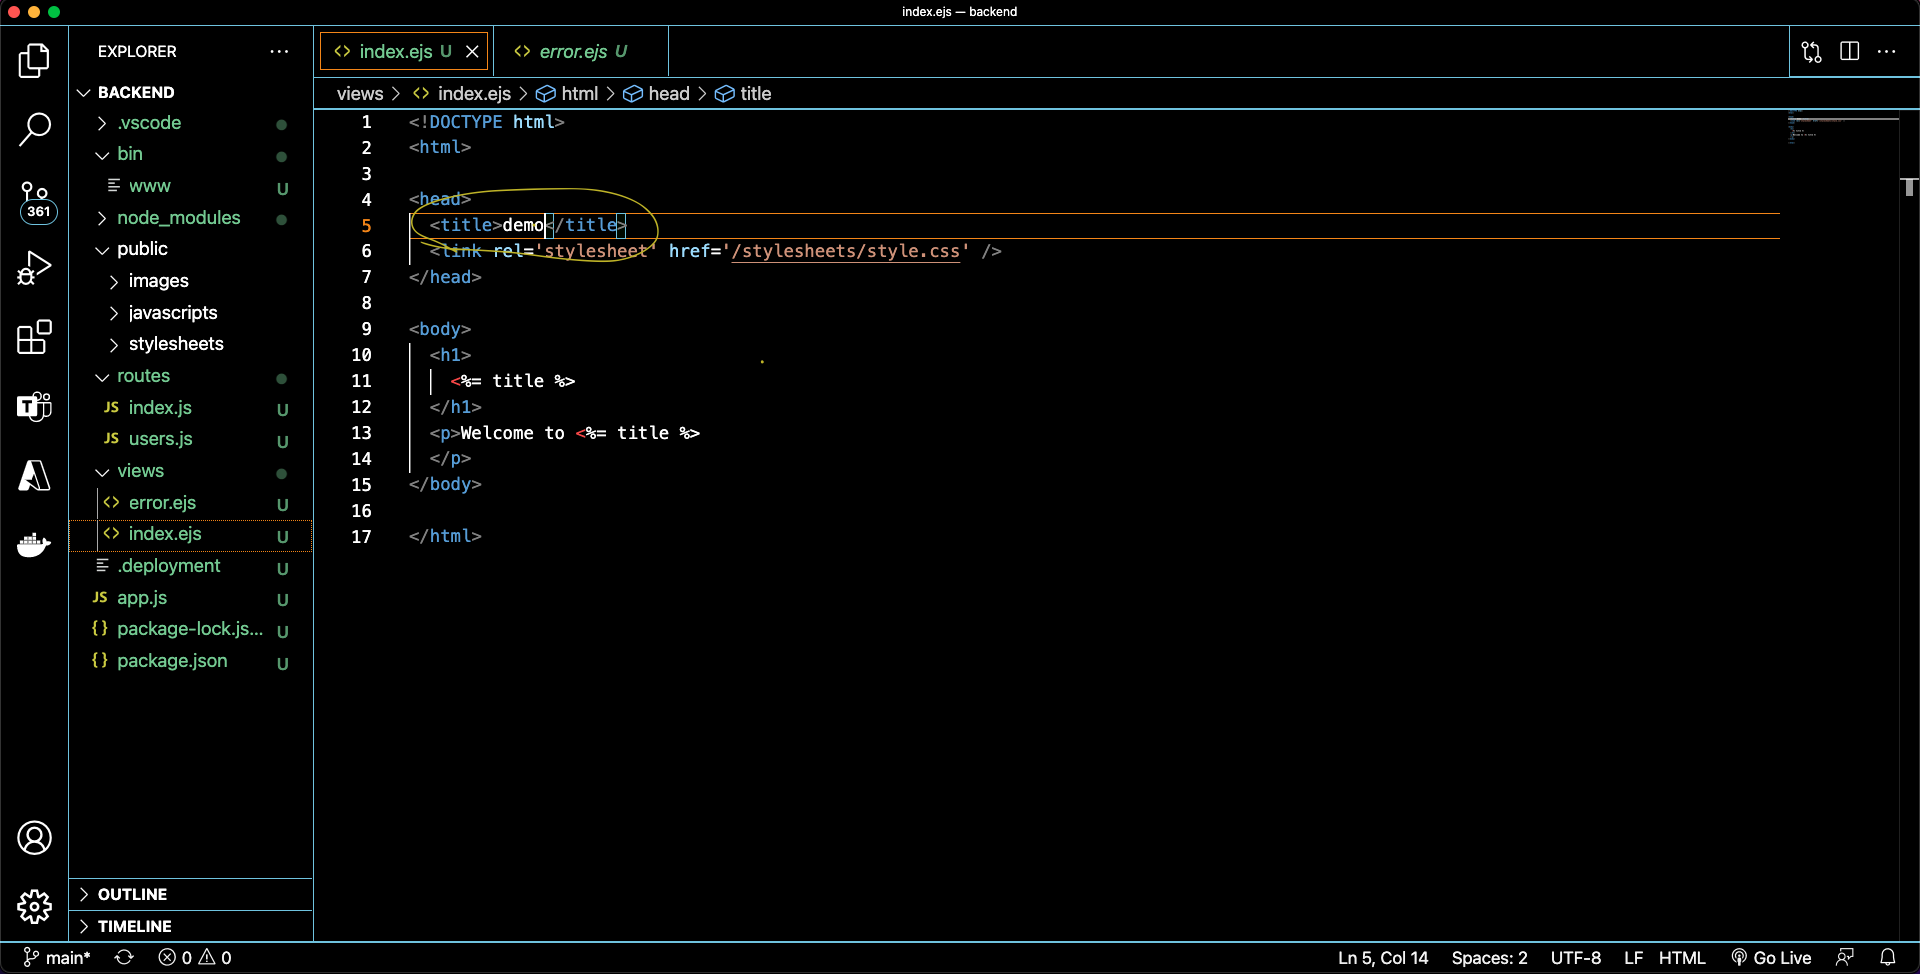 index.ejs — backend
EXPLORER ···
BACKEND
.vscode
bin
www U
node_modules
public
images
javascripts
stylesheets
routes
JS index.js U
JS users.js U
views
<> error.ejs U
<> index.ejs U
.deployment U
JS app.js U
{} package-lock.js... U
{} package.json U
OUTLINE
TIMELINE
361
T
<> index.ejs U ×
<> error.ejs U
views > <> index.ejs > html > head > title
1 <!DOCTYPE html>
2 <html>
3
4 <head>
5 <title>demo</title>
6 <link rel='stylesheet' href='/stylesheets/style.css' />
7 </head>
8
9 <body>
10 <h1>
11 <%= title %>
12 </h1>
13 <p>Welcome to <%= title %>
14 </p>
15 </body>
16
17 </html>
main* 0 0 Ln 5, Col 14 Spaces: 2 UTF-8 LF HTML Go Live